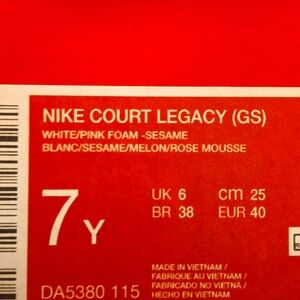 NIKE COURT LEGACY (GS)
WHITE/PINK FOAM -SESAME
BLANC/SESAME/MELON/ROSE MOUSSE
7Y
UK 6 cm 25
BR 38 EUR 40
MADE IN VIETNAM /
FABRIQUE AU VIETNAM /
FABRICADO NO VIETNÃ /
HECHO EN VIETNAM
DA5380 115